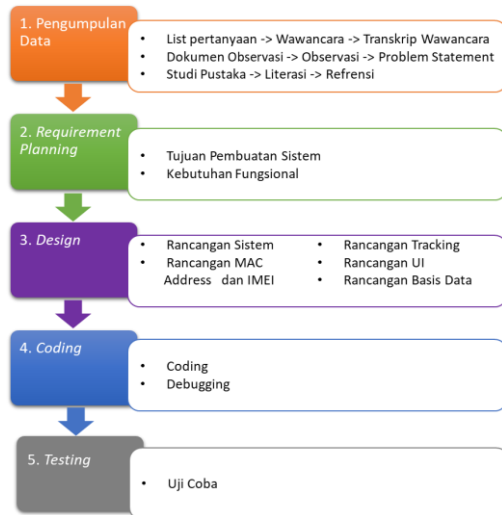 1. Pengumpulan
Data
• List pertanyaan -> Wawancara -> Transkrip Wawancara
• Dokumen Observasi -> Observasi -> Problem Statement
• Studi Pustaka -> Literasi -> Refrensi
2. Requirement
Planning
• Tujuan Pembuatan Sistem
• Kebutuhan Fungsional
3. Design
• Rancangan Sistem
• Rancangan MAC
Address dan IMEI
• Rancangan Tracking
• Rancangan UI
• Rancangan Basis Data
4. Coding
• Coding
• Debugging
5. Testing
• Uji Coba